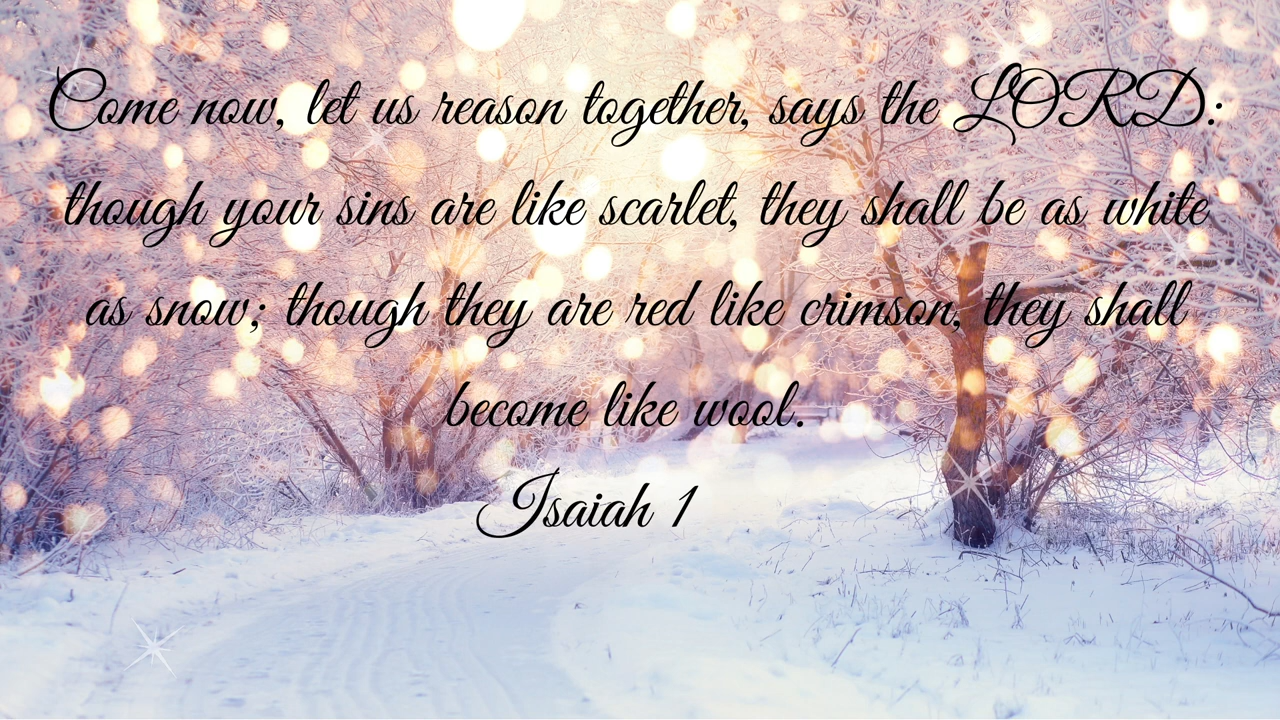 Come now, let us reason together, says the LORD:
though your sins are like scarlet, they shall be as white
as snow; though they are red like crimson, they shall
become like wool.
Isaiah 1